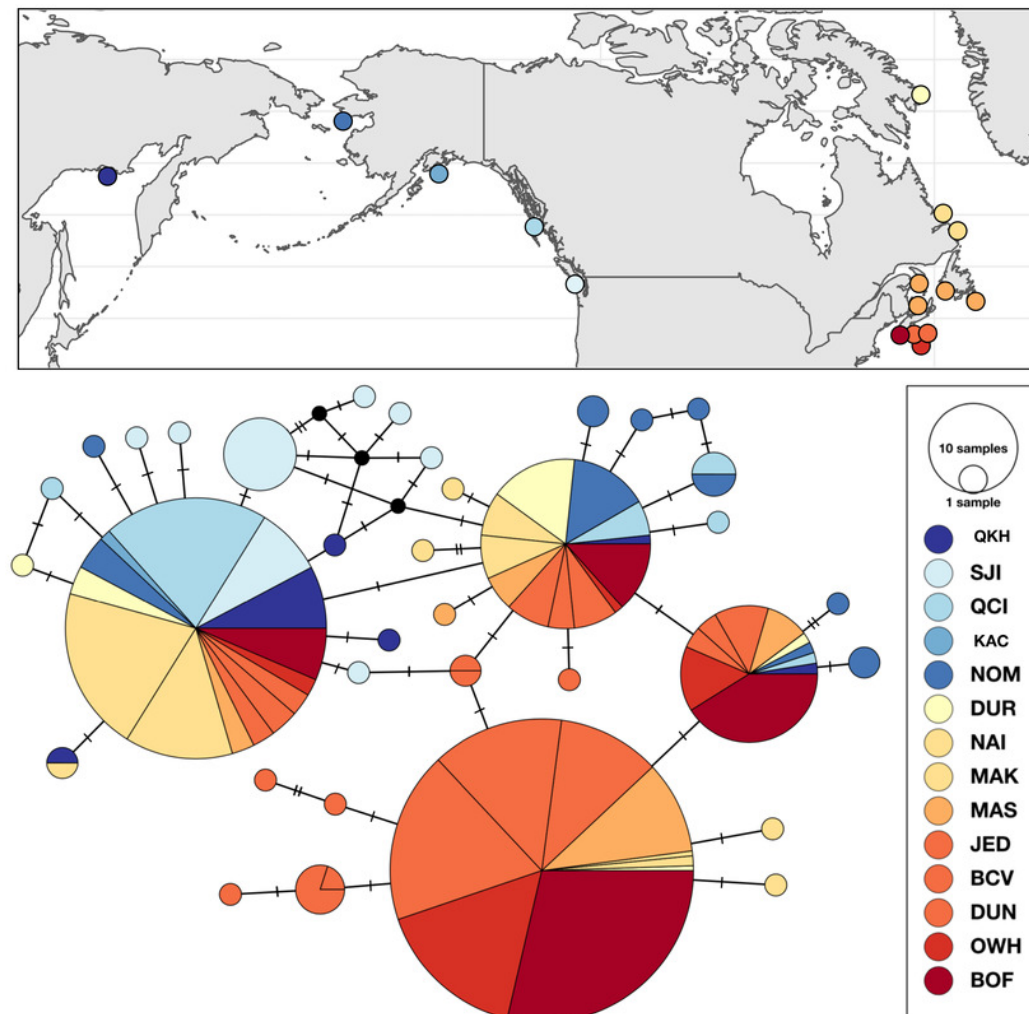 10 samples
1 sample
QKH
SJI
QCI
KAC
NOM
DUR
NAI
MAK
MAS
JED
BCV
DUN
OWH
BOF